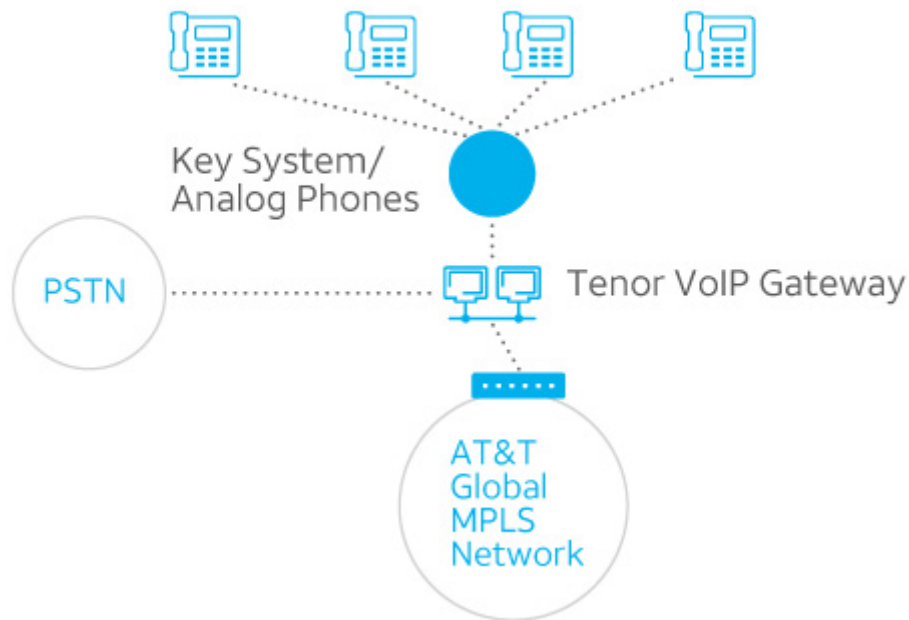 Key System/
Analog Phones
PSTN
Tenor VoIP Gateway
AT&T
Global
MPLS
Network